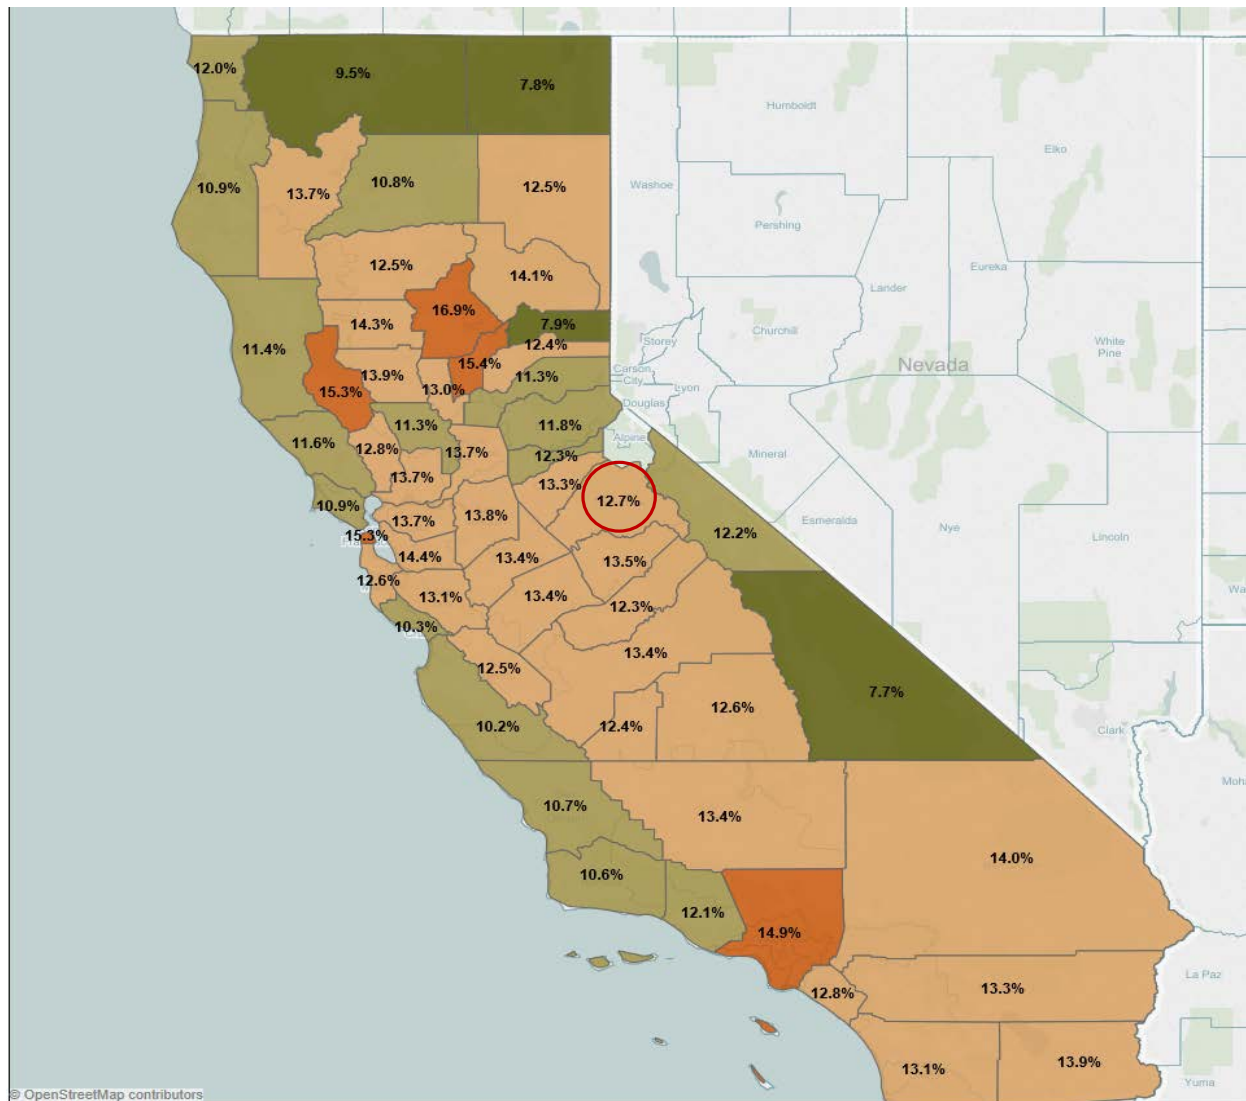 12.0%
9.5%
7.8%
Humboldt
Elko
10.9%
13.7%
10.8%
12.5%
Washoe
Pershing
12.5%
14.1%
Eureka
Lander
16.9%
14.3%
7.9%
Churchill
Storey
White
Pine
12.4%
11.4%
15.4%
Nevada
Carson
City
13.9%
13.0%
11.3%
Lyon
15.3%
Douglas
11.3%
11.8%
Alpine
11.6%
12.8%
13.7%
12.3%
Mineral
13.7%
13.3%
12.7%
10.9%
13.7%
13.8%
Esmeralda
Nye
Lincoln
15.3%
12.2%
14.4%
13.4%
13.5%
12.6%
13.1%
13.4%
12.3%
Wa
10.3%
13.4%
12.5%
7.7%
12.6%
10.2%
12.4%
Clark
Moha
10.7%
13.4%
14.0%
10.6%
12.1%
14.9%
La Paz
12.8%
13.3%
13.1%
13.9%
Yuma
© OpenStreetMap contributors